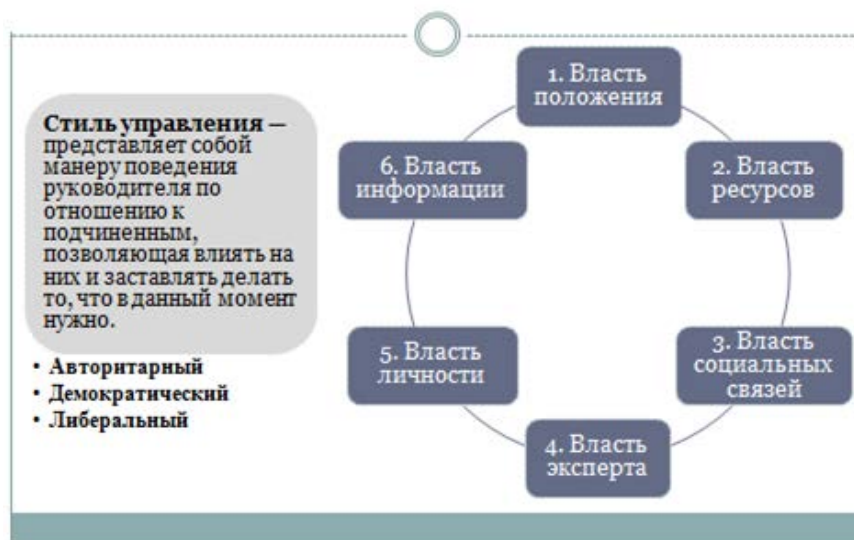 Стиль управления —
представляет собой
манеру поведения
руководителя по
отношению к
подчиненным,
позволяющая влиять на
них и заставлять делать
то, что в данный момент
нужно.
• Авторитарный
• Демократический
• Либеральный
1. Власть
положения
2. Власть
ресурсов
3. Власть
социальных
связей
4. Власть
эксперта
5. Власть
личности
6. Власть
информации